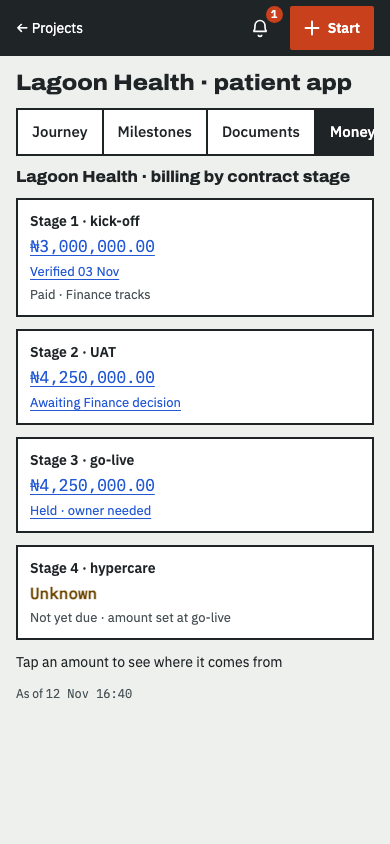 ← Projects
1
Start
Lagoon Health · patient app
Journey
Milestones
Documents
Money
Lagoon Health · billing by contract stage
Stage 1 · kick-off
₦3,000,000.00
Verified 03 Nov
Paid · Finance tracks
Stage 2 · UAT
₦4,250,000.00
Awaiting Finance decision
Stage 3 · go-live
₦4,250,000.00
Held · owner needed
Stage 4 · hypercare
Unknown
Not yet due · amount set at go-live
Tap an amount to see where it comes from
As of 12 Nov 16:40